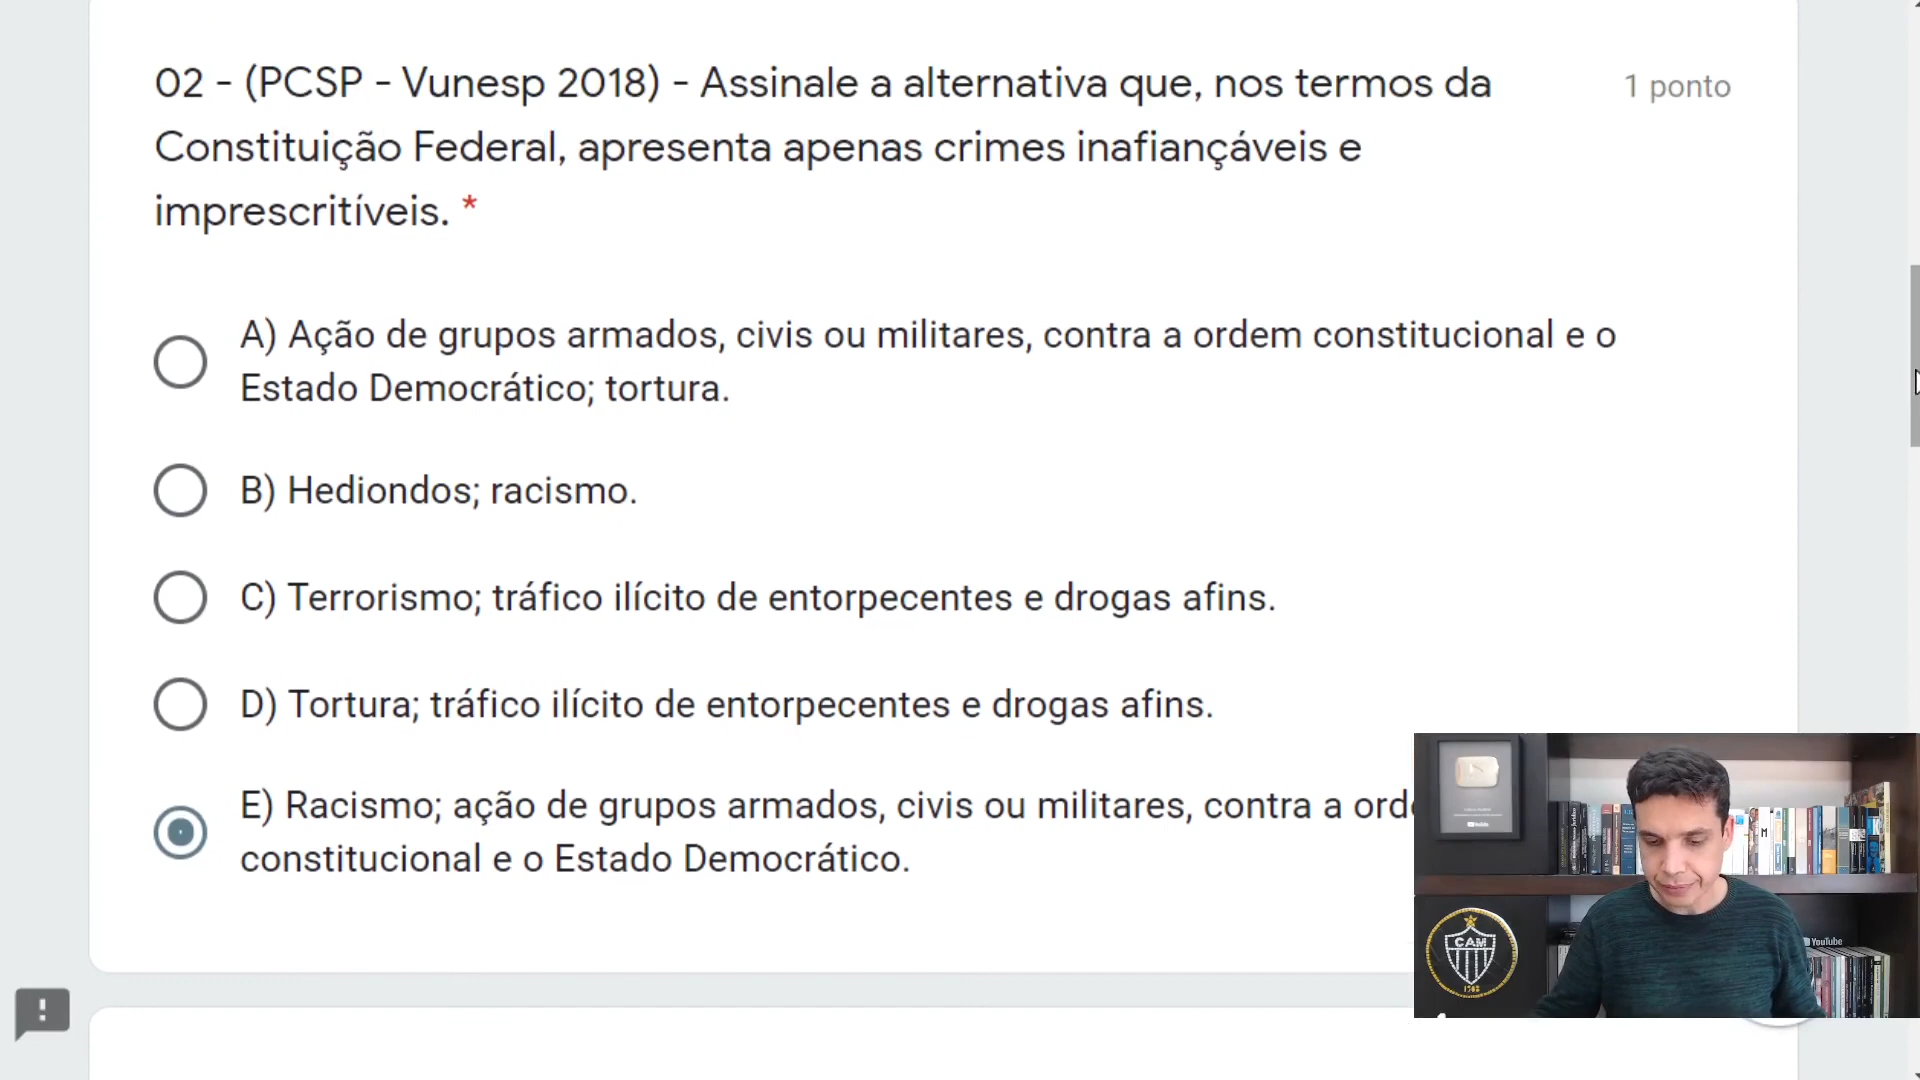 02 - (PCSP - Vunesp 2018) - Assinale a alternativa que, nos termos da
1 ponto
Constituição Federal, apresenta apenas crimes inafiançáveis e
imprescritíveis. *
A) Ação de grupos armados, civis ou militares, contra a ordem constitucional e o
Estado Democrático; tortura.
B) Hediondos; racismo.
C) Terrorismo; tráfico ilícito de entorpecentes e drogas afins.
D) Tortura; tráfico ilícito de entorpecentes e drogas afins.
E) Racismo; ação de grupos armados, civis ou militares, contra a
constitucional e o Estado Democrático.
CAM
YouTube